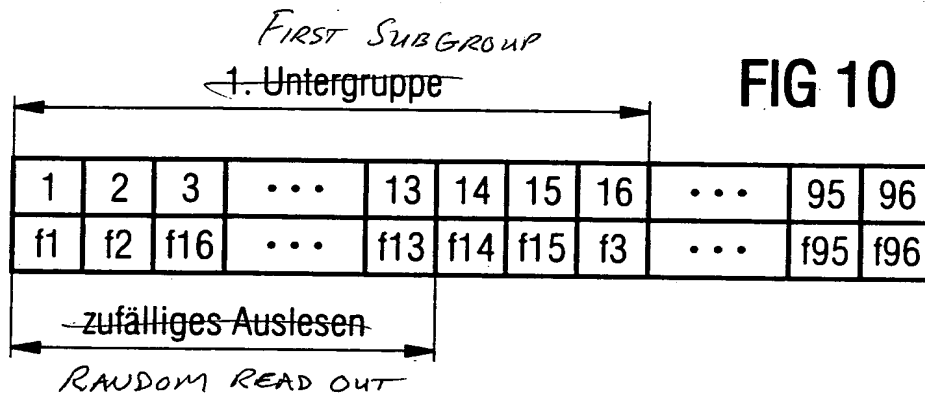 FIRST SUBGROUP
1. Untergruppe
FIG 10
1 2 3 ... 13 14 15 16 ... 95 96
f1 f2 f16 ... f13 f14 f15 f3 ... f95 f96
zufälliges Auslesen
RANDOM READ OUT